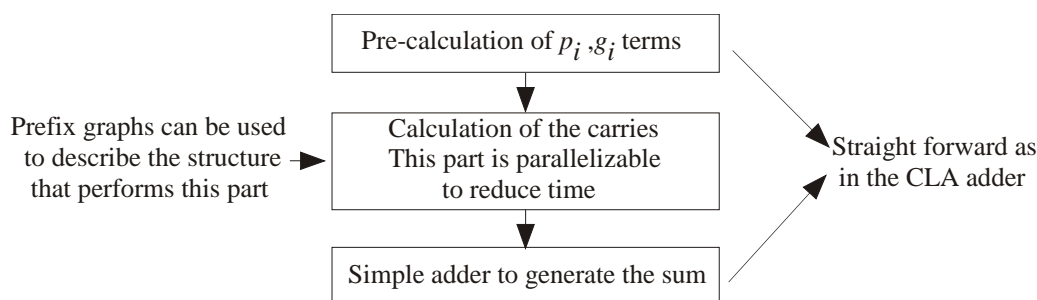 Pre-calculation of p_i ,g_i terms
Prefix graphs can be used
to describe the structure
that performs this part
Calculation of the carries
This part is parallelizable
to reduce time
Straight forward as
in the CLA adder
Simple adder to generate the sum